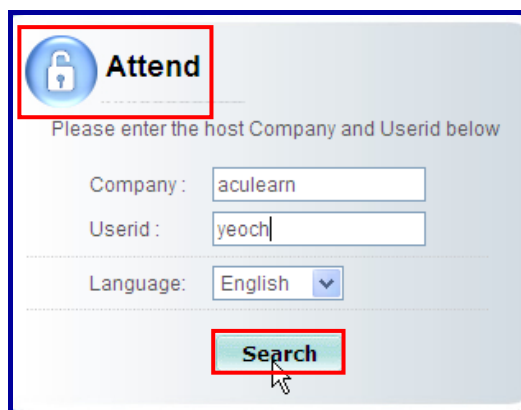 Attend
Please enter the host Company and Userid below
Company : aculearn
Userid : yeoch
Language: English
Search